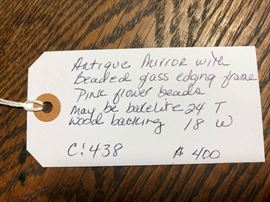 Antique Mirror with
Beaded glass edging frame
Pink flower beads
May be bakelite 24 T
wood backing 18 W
C:438
$400